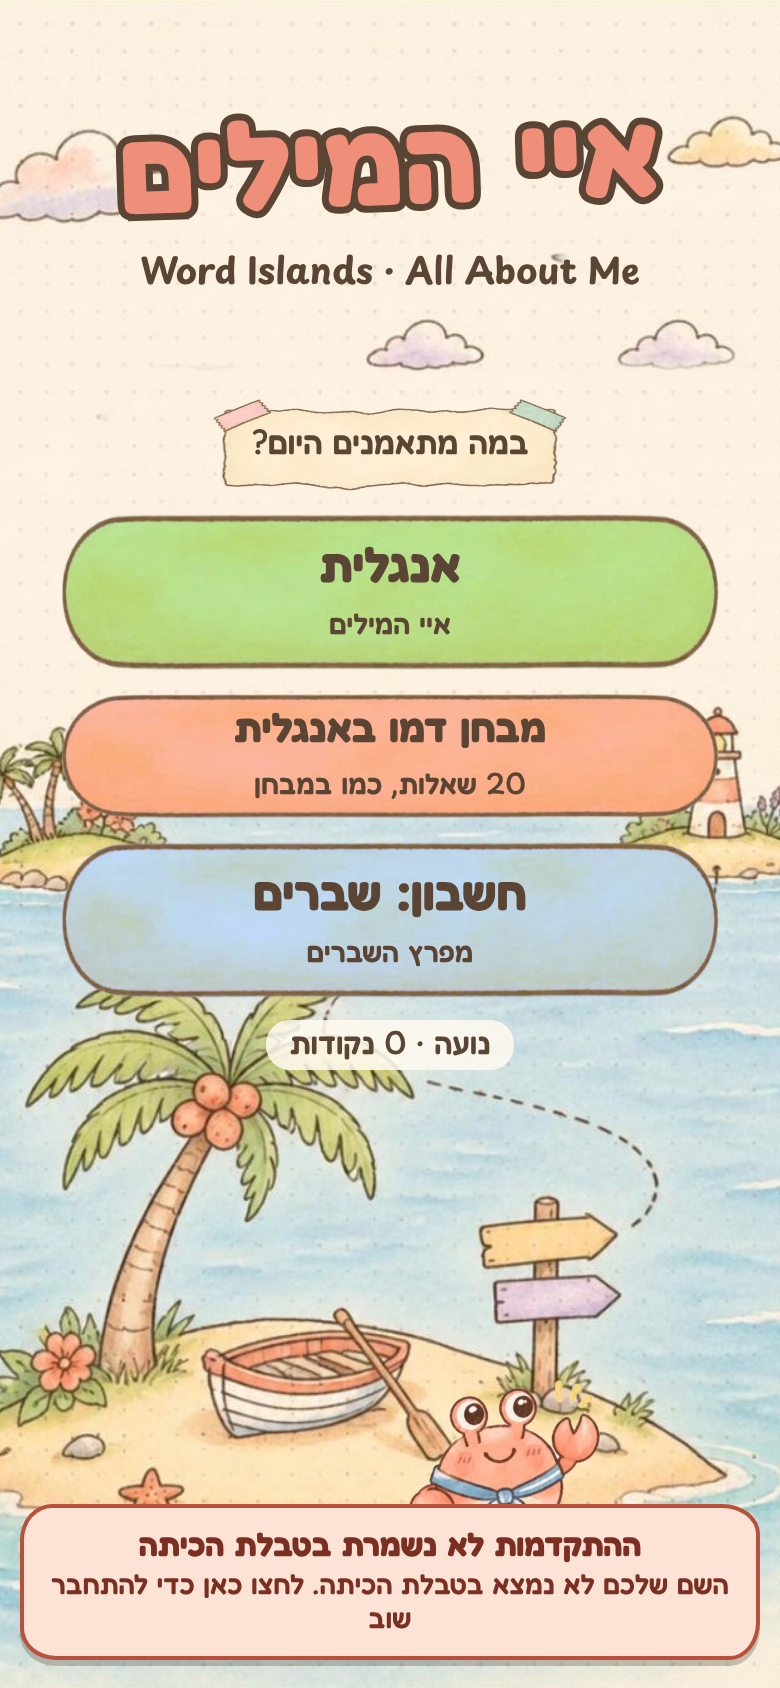 איי המילים
Word Islands · All About Me
במה מתאמנים היום?
אנגלית
איי המילים
מבחן דמו באנגלית
20 שאלות, כמו במבחן
חשבון: שברים
מפרץ השברים
נועה · 0 נקודות
ההתקדמות לא נשמרת בטבלת הכיתה
השם שלכם לא נמצא בטבלת הכיתה. לחצו כאן כדי להתחבר
שוב